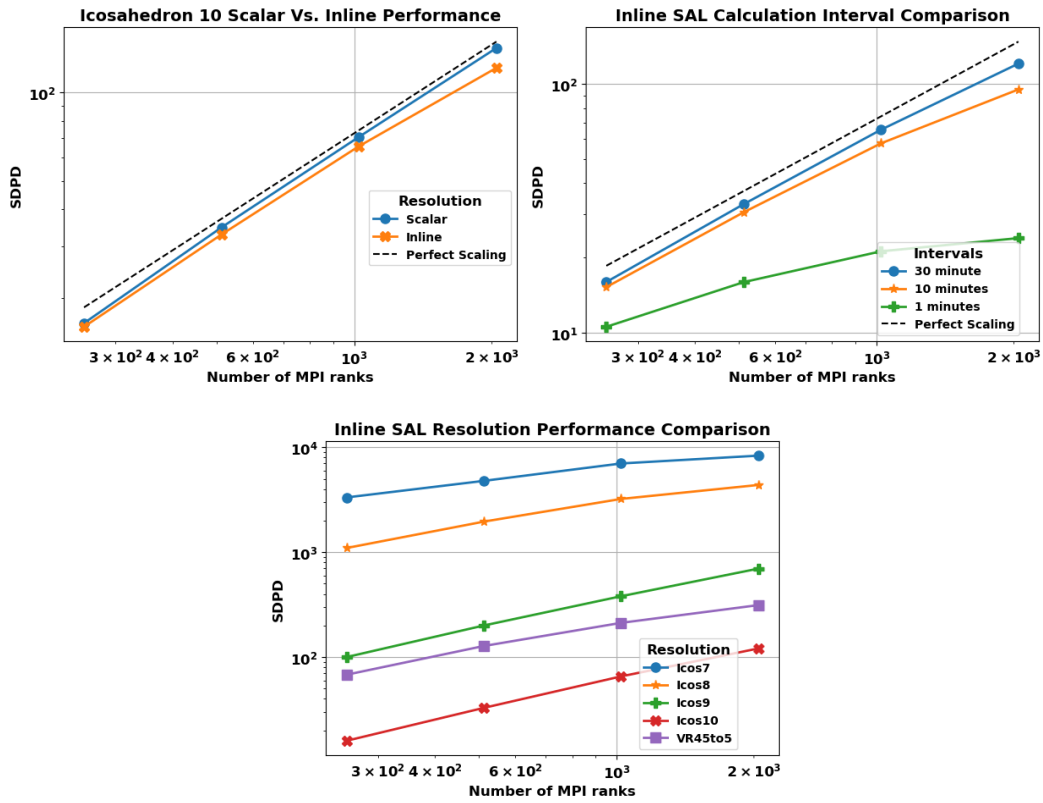 Icosahedron 10 Scalar Vs. Inline Performance
10²
SDPD
3 × 10² 4 × 10² 6 × 10² 10³ 2 × 10³
Number of MPI ranks
Resolution
Scalar
Inline
Perfect Scaling
Inline SAL Calculation Interval Comparison
10²
10¹
SDPD
3 × 10² 4 × 10² 6 × 10² 10³ 2 × 10³
Number of MPI ranks
Intervals
30 minute
10 minutes
1 minutes
Perfect Scaling
Inline SAL Resolution Performance Comparison
10⁴
10³
10²
SDPD
3 × 10² 4 × 10² 6 × 10² 10³ 2 × 10³
Number of MPI ranks
Resolution
Icos7
Icos8
Icos9
Icos10
VR45to5